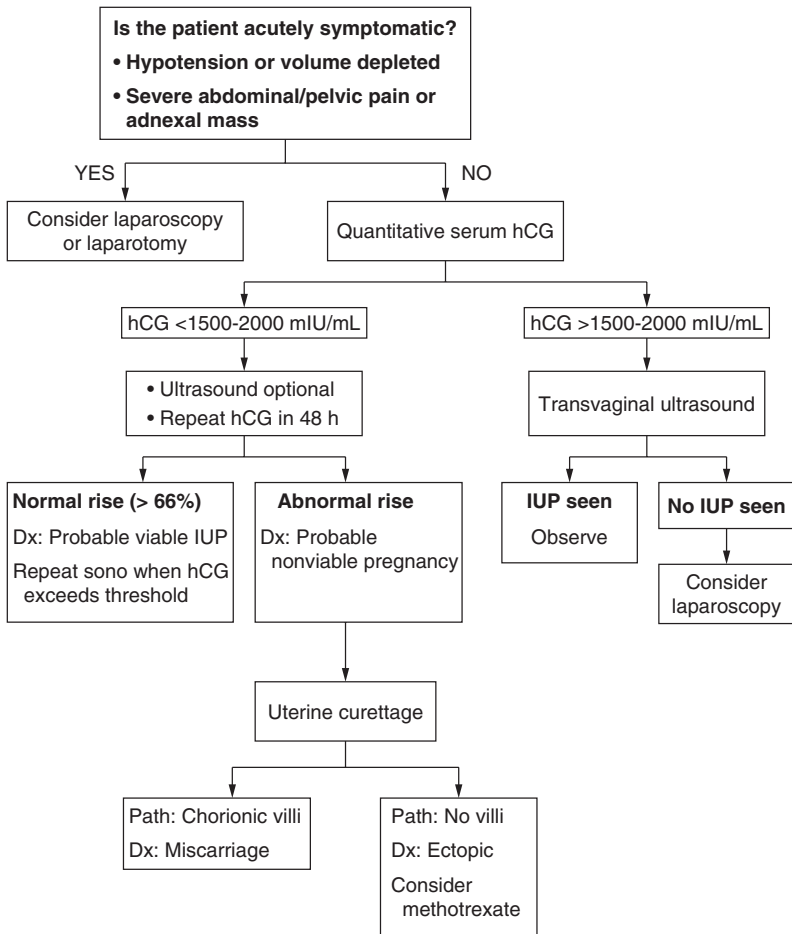 Is the patient acutely symptomatic?
• Hypotension or volume depleted
• Severe abdominal/pelvic pain or
adnexal mass
YES
NO
Consider laparoscopy
or laparotomy
Quantitative serum hCG
hCG <1500-2000 mIU/mL
hCG >1500-2000 mIU/mL
• Ultrasound optional
• Repeat hCG in 48 h
Transvaginal ultrasound
Normal rise (> 66%)
Dx: Probable viable IUP
Repeat sono when hCG
exceeds threshold
Abnormal rise
Dx: Probable
nonviable pregnancy
IUP seen
Observe
No IUP seen
Consider
laparoscopy
Uterine curettage
Path: Chorionic villi
Dx: Miscarriage
Path: No villi
Dx: Ectopic
Consider
methotrexate